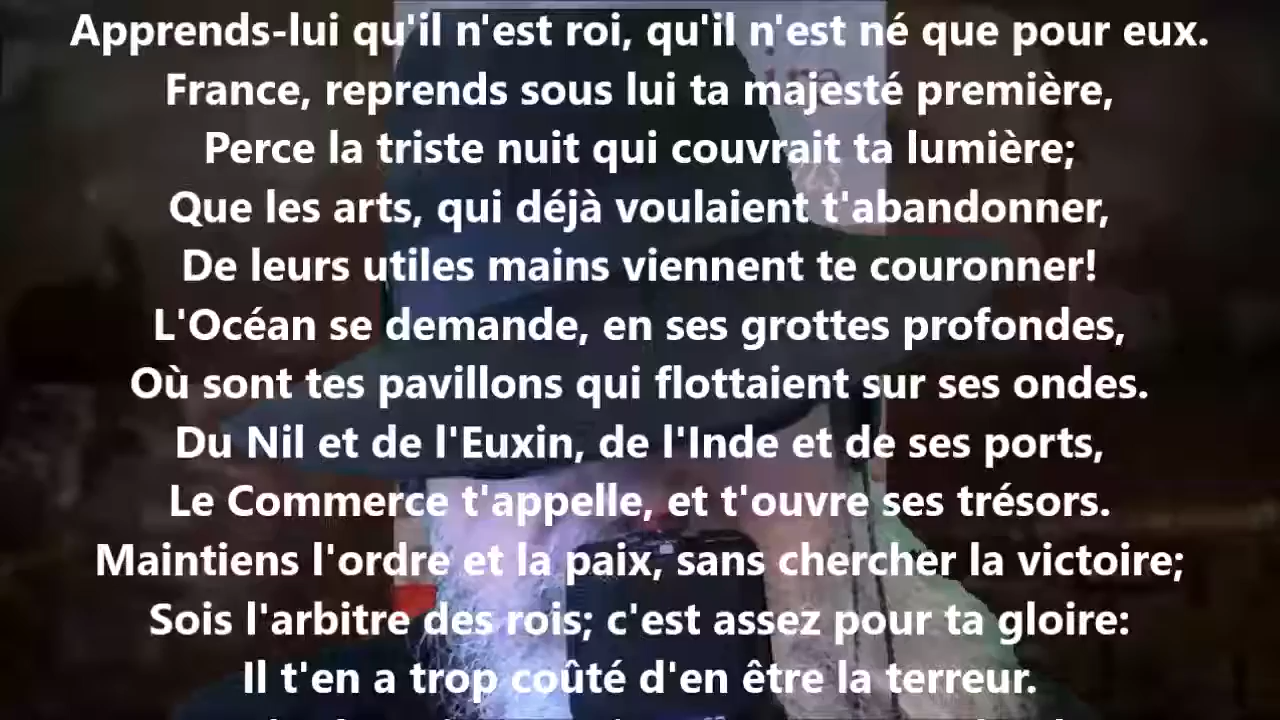 Apprends-lui qu'il n'est roi, qu'il n'est né que pour eux.
France, reprends sous lui ta majesté première,
Perce la triste nuit qui couvrait ta lumière;
Que les arts, qui déjà voulaient t'abandonner,
De leurs utiles mains viennent te couronner!
L'Océan se demande, en ses grottes profondes,
Où sont tes pavillons qui flottaient sur ses ondes.
Du Nil et de l'Euxin, de l'Inde et de ses ports,
Le Commerce t'appelle, et t'ouvre ses trésors.
Maintiens l'ordre et la paix, sans chercher la victoire;
Sois l'arbitre des rois; c'est assez pour ta gloire:
Il t'en a trop coûté d'en être la terreur.